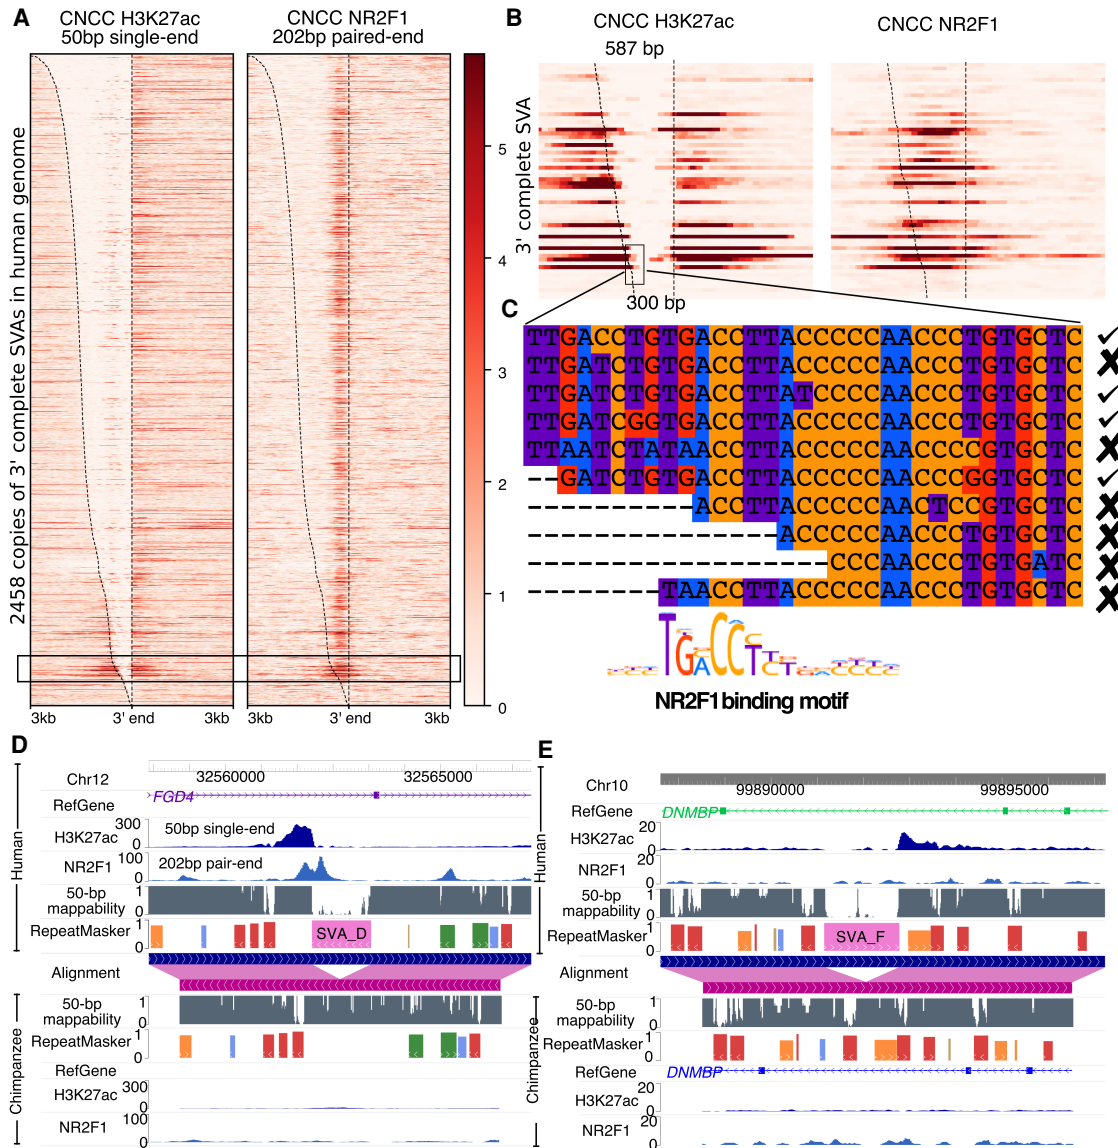 A
CNCC H3K27ac
50bp single-end
CNCC NR2F1
202bp paired-end
2458 copies of 3' complete SVAs in human genome
3kb
3' end
3kb
3kb
3' end
3kb
5
4
3
2
1
0
B
CNCC H3K27ac
CNCC NR2F1
587 bp
3' complete SVA
300 bp
C
TTGACCTGTGACCTTACCCCCAACCCTGTGCTC ✓
TTGATCTGTGACCTTACCCCCAACCCTGTGCTC ✗
TTGATCTGTGACCTTATCCCCAACCCTGTGCTC ✓
TTGATCGGTGACCTTACCCCCAACCCTGTGCTC ✓
TTAATCTATAACCTTACCCCCAACCCCGTGCTC ✗
--GATCTGTGACCTTACCCCCAACCCGGTGCTC ✓
----------ACCTTACCCCCAACTCCGTGCTC ✗
---------------ACCCCCAACCCTGTGCTC ✗
------------------CCCAACCCTGTGATC ✗
--------TAACCTTACCCCCAACCCTGTGCTC ✗
NR2F1 binding motif
D
Human
Chr12
32560000
32565000
RefGene
FGD4
H3K27ac
300
0
50bp single-end
NR2F1
100
0
202bp pair-end
50-bp
mappability
1
0
RepeatMasker
1
0
SVA_D
Alignment
Chimpanzee
50-bp
mappability
1
0
RepeatMasker
1
0
RefGene
H3K27ac
300
0
NR2F1
100
0
E
Human
Chr10
99890000
99895000
RefGene
DNMBP
H3K27ac
20
0
NR2F1
20
0
50-bp
mappability
1
0
RepeatMasker
1
0
SVA_F
Alignment
Chimpanzee
50-bp
mappability
1
0
RepeatMasker
1
0
RefGene
DNMBP
H3K27ac
20
0
NR2F1
20
0